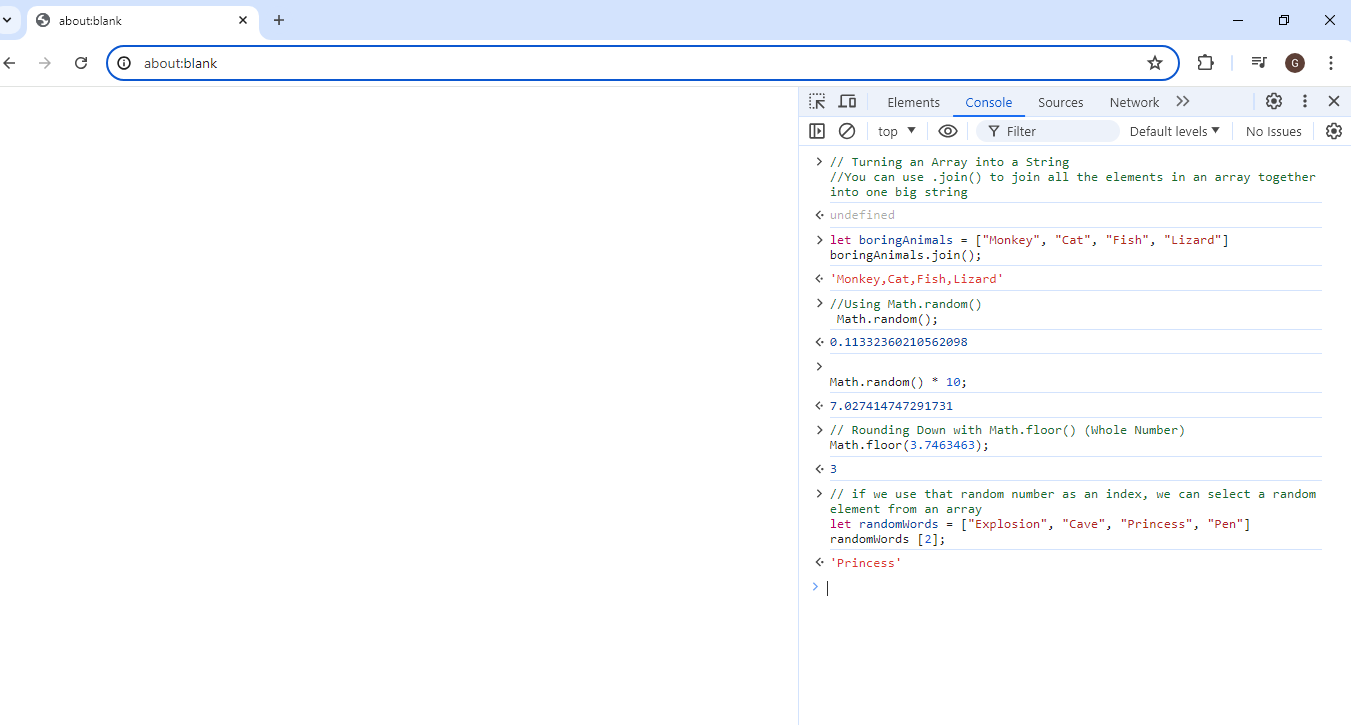 about:blank
about:blank
G
Elements Console Sources Network
top Filter Default levels No Issues
// Turning an Array into a String
//You can use .join() to join all the elements in an array together
into one big string
undefined
let boringAnimals = ["Monkey", "Cat", "Fish", "Lizard"]
boringAnimals.join();
'Monkey,Cat,Fish,Lizard'
//Using Math.random()
Math.random();
0.11332360210562098
Math.random() * 10;
7.027414747291731
// Rounding Down with Math.floor() (Whole Number)
Math.floor(3.7463463);
3
// if we use that random number as an index, we can select a random
element from an array
let randomWords = ["Explosion", "Cave", "Princess", "Pen"]
randomWords [2];
'Princess'